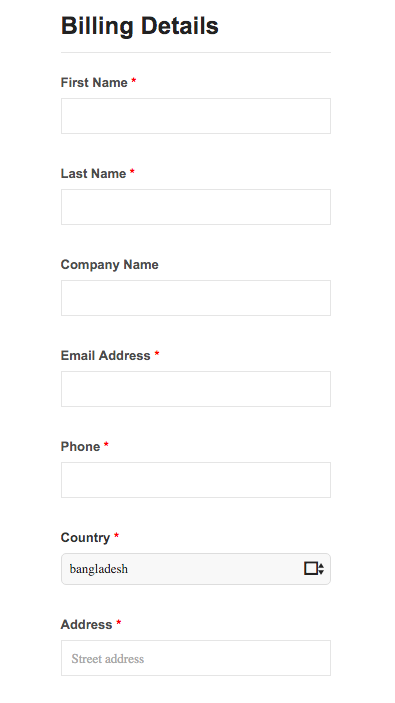 Billing Details
First Name *
Last Name *
Company Name
Email Address *
Phone *
Country *
bangladesh
Address *
Street address